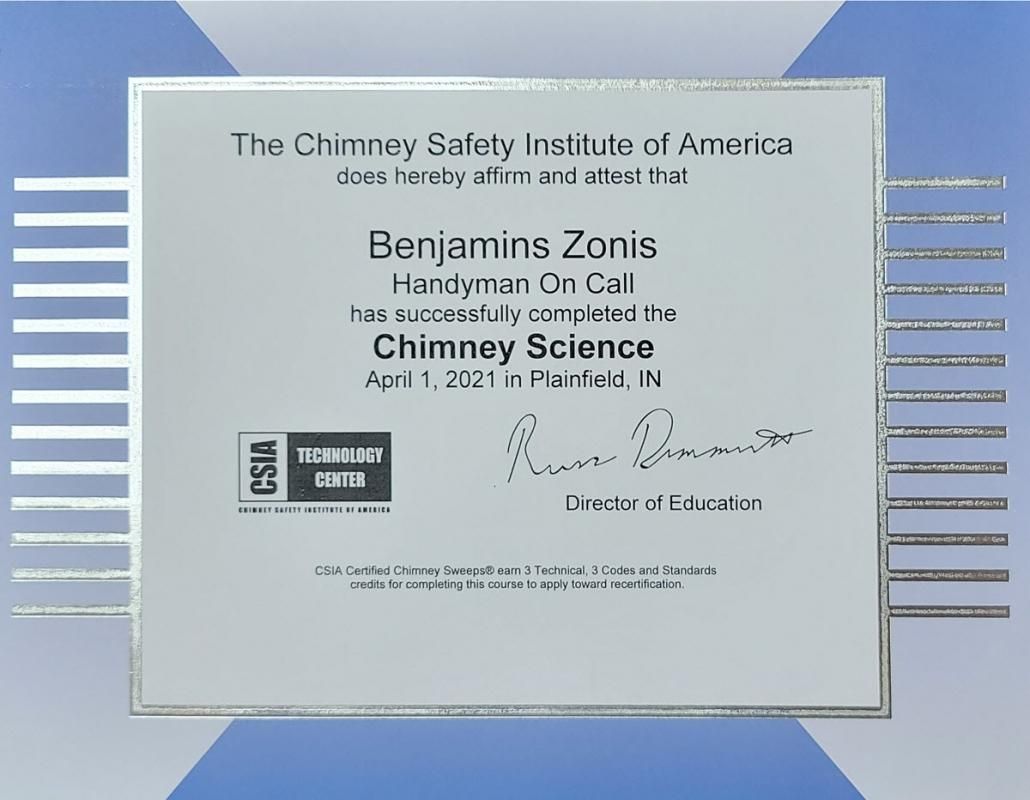 The Chimney Safety Institute of America
does hereby affirm and attest that
Benjamins Zonis
Handyman On Call
has successfully completed the
Chimney Science
April 1, 2021 in Plainfield, IN
CSIA
TECHNOLOGY
CENTER
CHIMNEY SAFETY INSTITUTE OF AMERICA
Director of Education
CSIA Certified Chimney Sweeps® earn 3 Technical, 3 Codes and Standards
credits for completing this course to apply toward recertification.